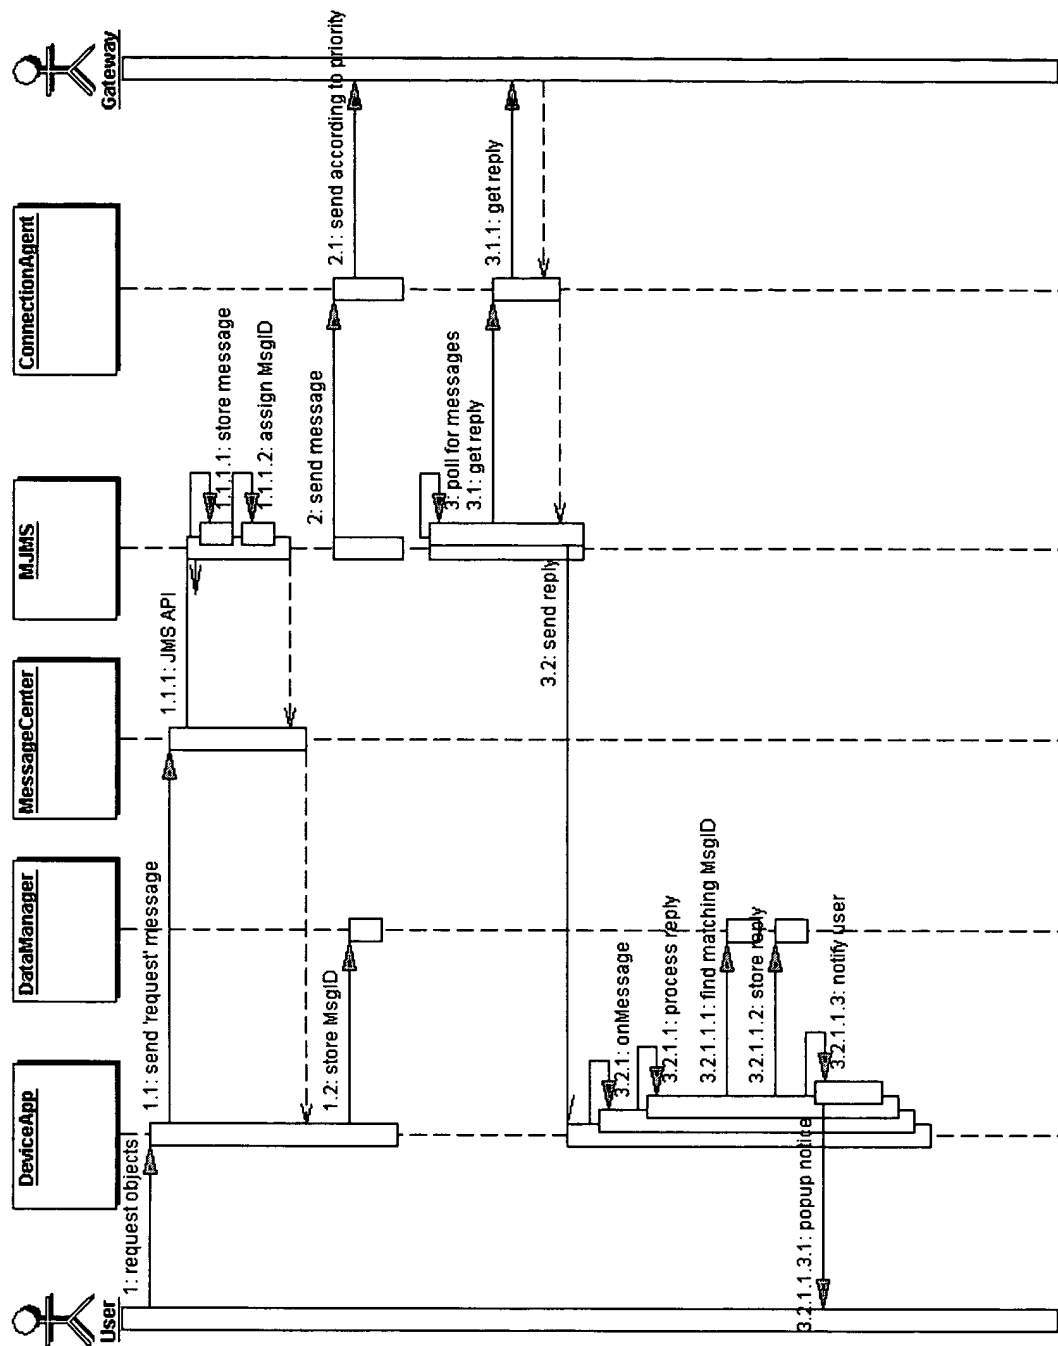 User
DeviceApp
DataManager
MessageCenter
MJMS
ConnectionAgent
Gateway
1: request objects
1.1: send 'request' message
1.1.1: JMS API
1.1.1.1: store message
1.1.1.2: assign MsgID
2: send message
2.1: send according to priority
1.2: store MsgID
3: poll for messages
3.1: get reply
3.1.1: get reply
3.2: send reply
3.2.1: onMessage
3.2.1.1: process reply
3.2.1.1.1: find matching MsgID
3.2.1.1.2: store reply
3.2.1.1.3: notify user
3.2.1.1.3.1: popup notice